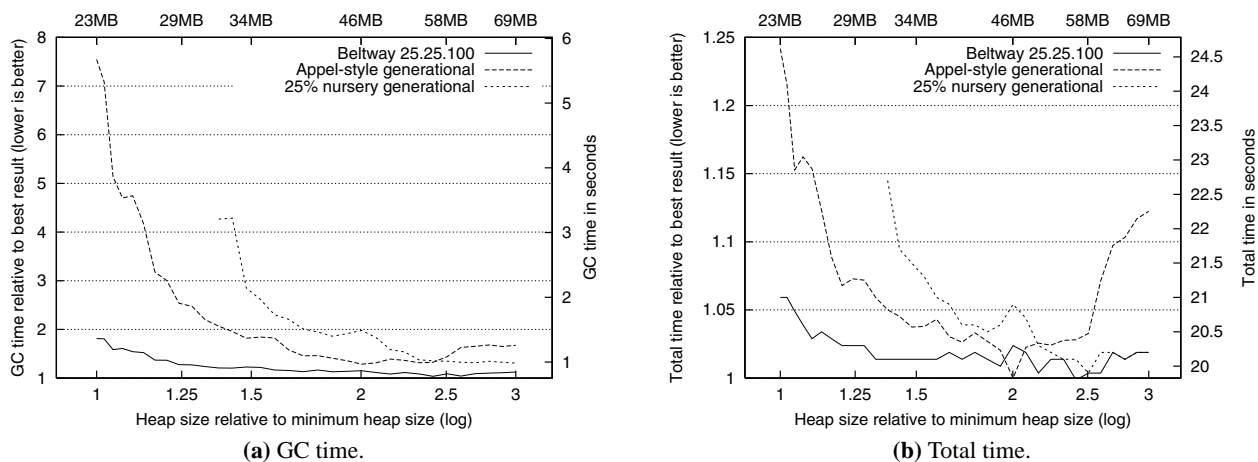 23MB 29MB 34MB 46MB 58MB 69MB
8
7
6
5
4
3
2
1
GC time relative to best result (lower is better)
Beltway 25.25.100
Appel-style generational
25% nursery generational
6
5
4
3
2
1
GC time in seconds
1 1.25 1.5 2 2.5 3
Heap size relative to minimum heap size (log)
(a) GC time.
23MB 29MB 34MB 46MB 58MB 69MB
1.25
1.2
1.15
1.1
1.05
1
Total time relative to best result (lower is better)
Beltway 25.25.100
Appel-style generational
25% nursery generational
24.5
24
23.5
23
22.5
22
21.5
21
20.5
20
Total time in seconds
1 1.25 1.5 2 2.5 3
Heap size relative to minimum heap size (log)
(b) Total time.